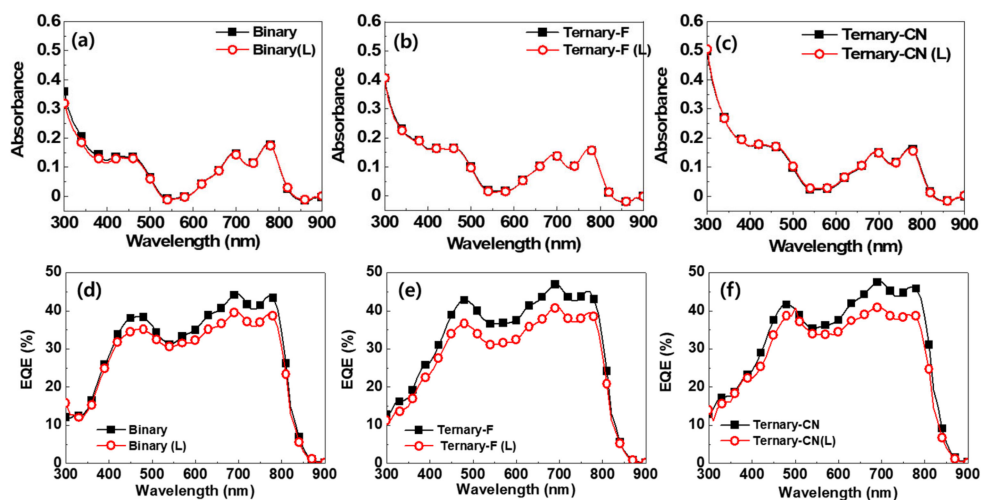 (a)
Binary
Binary(L)
0.6
0.5
0.4
0.3
0.2
0.1
0
Absorbance
300 400 500 600 700 800 900
Wavelength (nm)
(b)
Ternary-F
Ternary-F (L)
0.6
0.5
0.4
0.3
0.2
0.1
0
Absorbance
300 400 500 600 700 800 900
Wavelength (nm)
(c)
Ternary-CN
Ternary-CN (L)
0.6
0.5
0.4
0.3
0.2
0.1
0
Absorbance
300 400 500 600 700 800 900
Wavelength (nm)
(d)
50
40
30
20
10
0
EQE (%)
Binary
Binary (L)
300 400 500 600 700 800 900
Wavelength (nm)
(e)
50
40
30
20
10
0
EQE (%)
Ternary-F
Ternary-F (L)
300 400 500 600 700 800 900
Wavelength (nm)
(f)
50
40
30
20
10
0
EQE (%)
Ternary-CN
Ternary-CN(L)
300 400 500 600 700 800 900
Wavelength (nm)